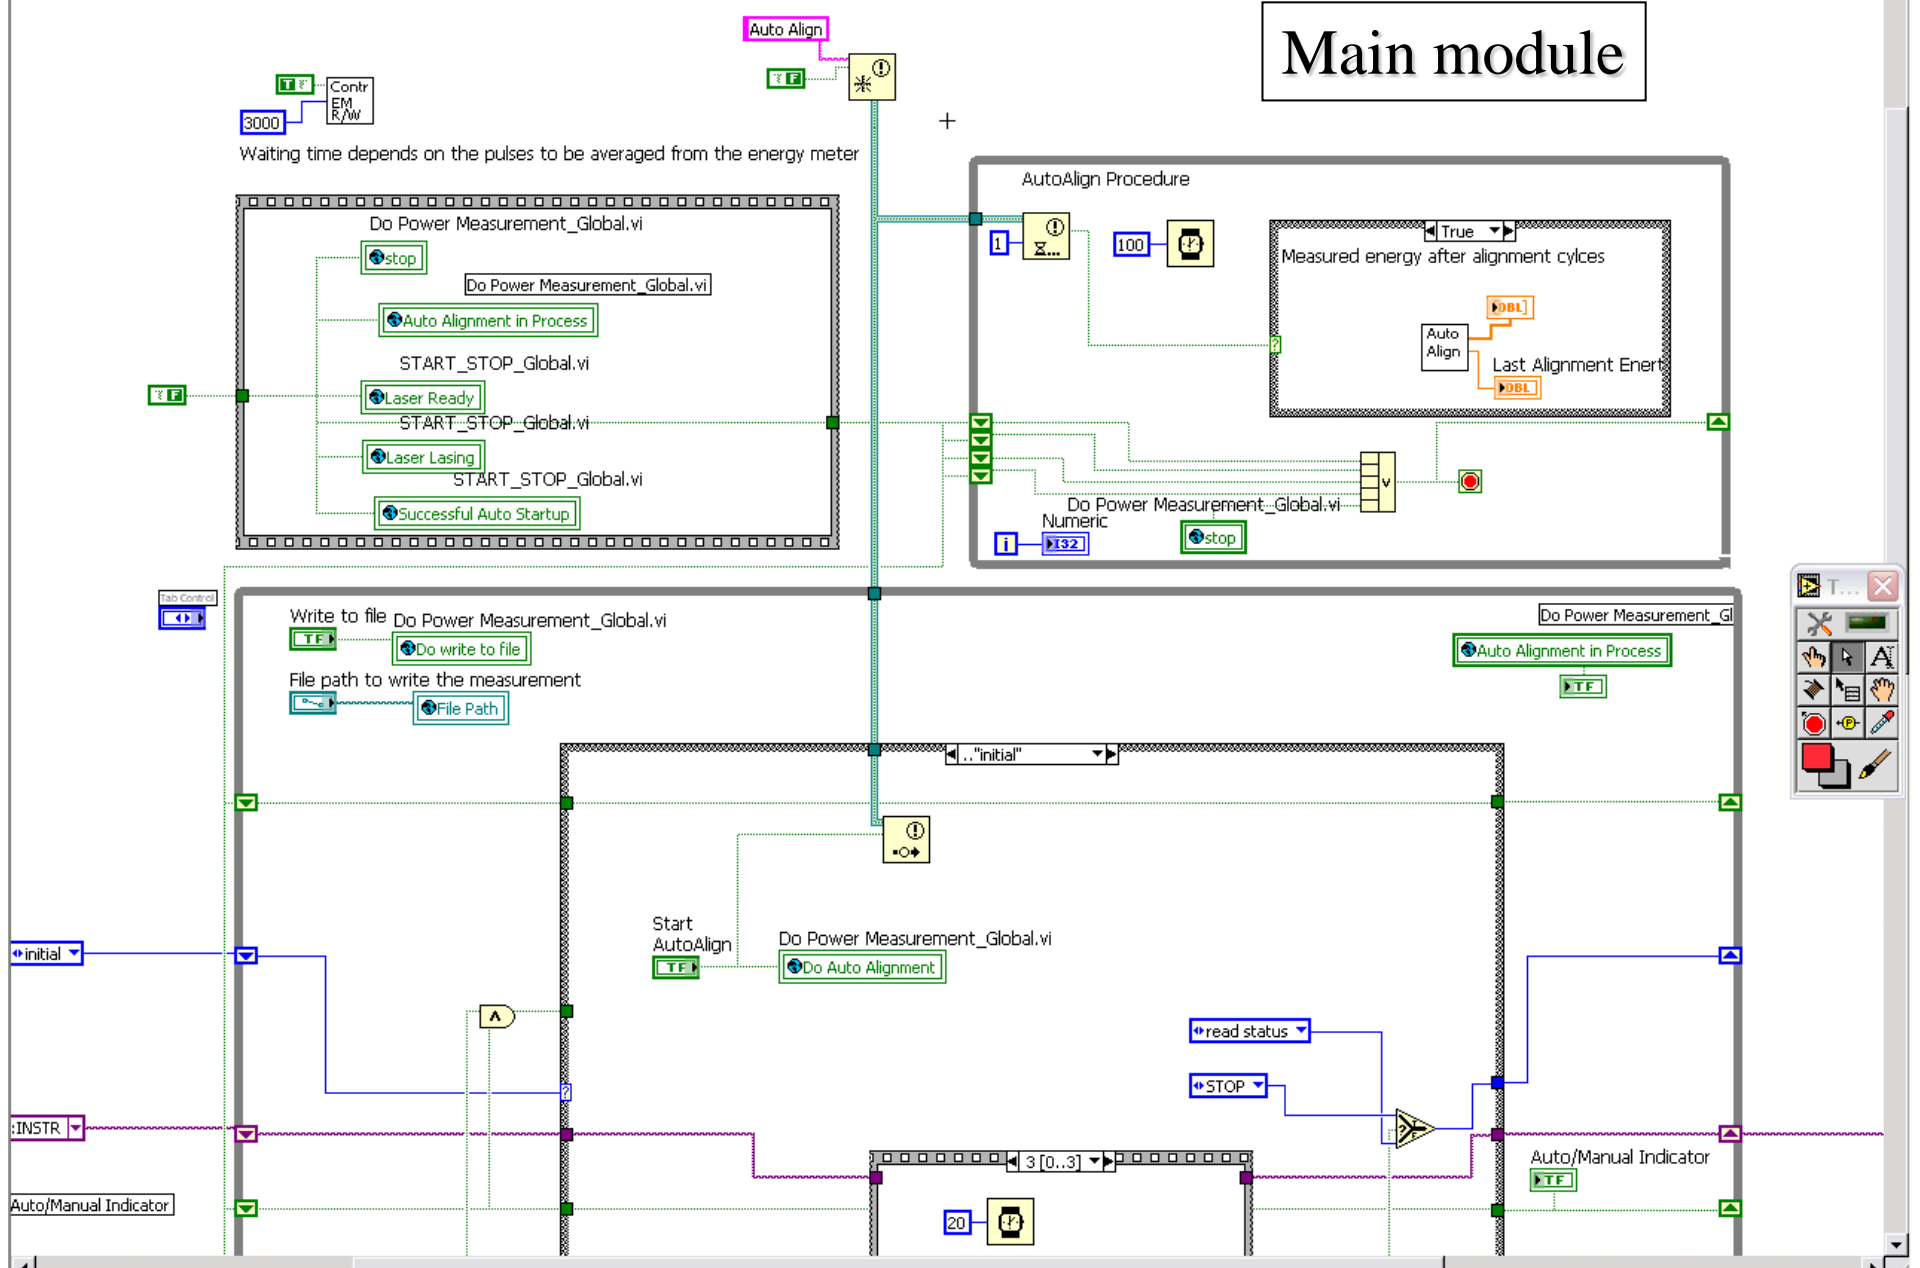 Main module
Auto Align
F
T
Contr
EM
R/W
3000
Waiting time depends on the pulses to be averaged from the energy meter
Do Power Measurement_Global.vi
stop
Do Power Measurement_Global.vi
Auto Alignment in Process
START_STOP_Global.vi
F
Laser Ready
START_STOP_Global.vi
Laser Lasing
START_STOP_Global.vi
Successful Auto Startup
AutoAlign Procedure
1
100
True
Measured energy after alignment cylces
DBL]
Auto
Align
Last Alignment Enert
DBL
?
Do Power Measurement_Global.vi
Numeric
i
I32
stop
v
T...
Tab Control
Write to file
TF
Do Power Measurement_Global.vi
Do write to file
File path to write the measurement
File Path
Do Power Measurement_Gl
Auto Alignment in Process
TF
.."initial"
Start
AutoAlign
TF
Do Power Measurement_Global.vi
Do Auto Alignment
initial
∧
read status
STOP
?
?
:INSTR
3 [0..3]
Auto/Manual Indicator
TF
Auto/Manual Indicator
20